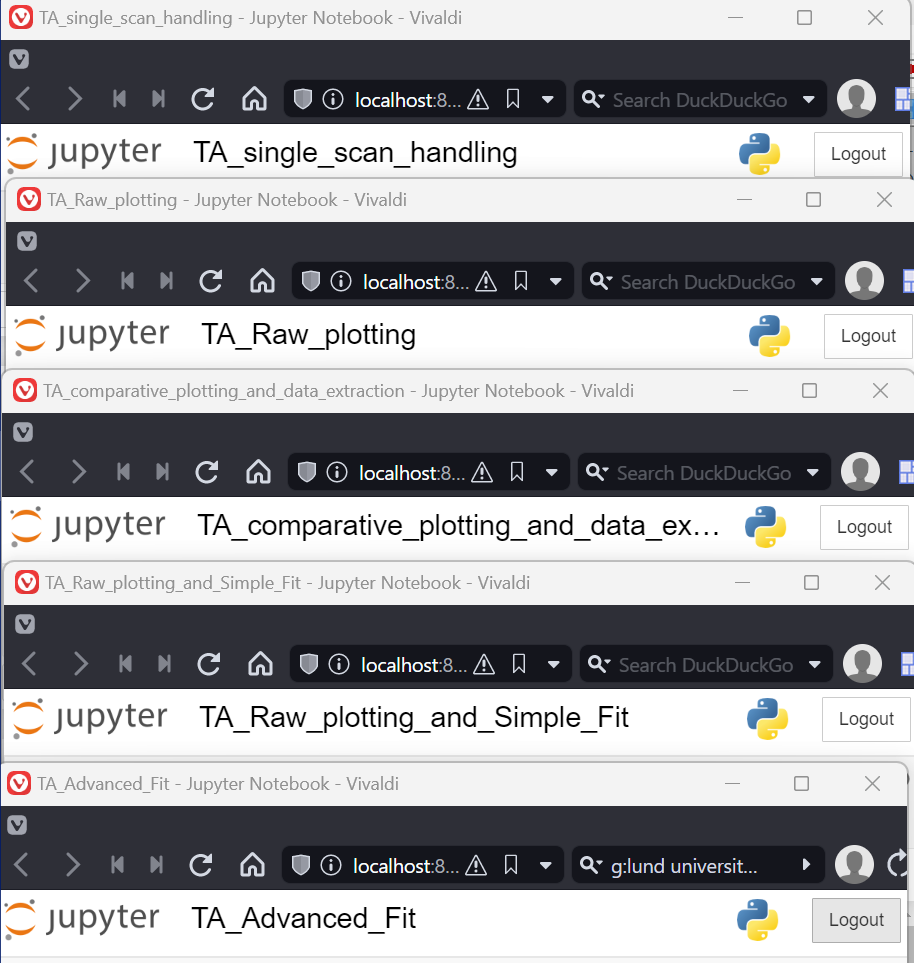 TA_single_scan_handling - Jupyter Notebook - Vivaldi
localhost:8... Search DuckDuckGo
jupyter TA_single_scan_handling Logout
TA_Raw_plotting - Jupyter Notebook - Vivaldi
localhost:8... Search DuckDuckGo
jupyter TA_Raw_plotting Logout
TA_comparative_plotting_and_data_extraction - Jupyter Notebook - Vivaldi
localhost:8... Search DuckDuckGo
jupyter TA_comparative_plotting_and_data_ex... Logout
TA_Raw_plotting_and_Simple_Fit - Jupyter Notebook - Vivaldi
localhost:8... Search DuckDuckGo
jupyter TA_Raw_plotting_and_Simple_Fit Logout
TA_Advanced_Fit - Jupyter Notebook - Vivaldi
localhost:8... g:lund universit...
jupyter TA_Advanced_Fit Logout